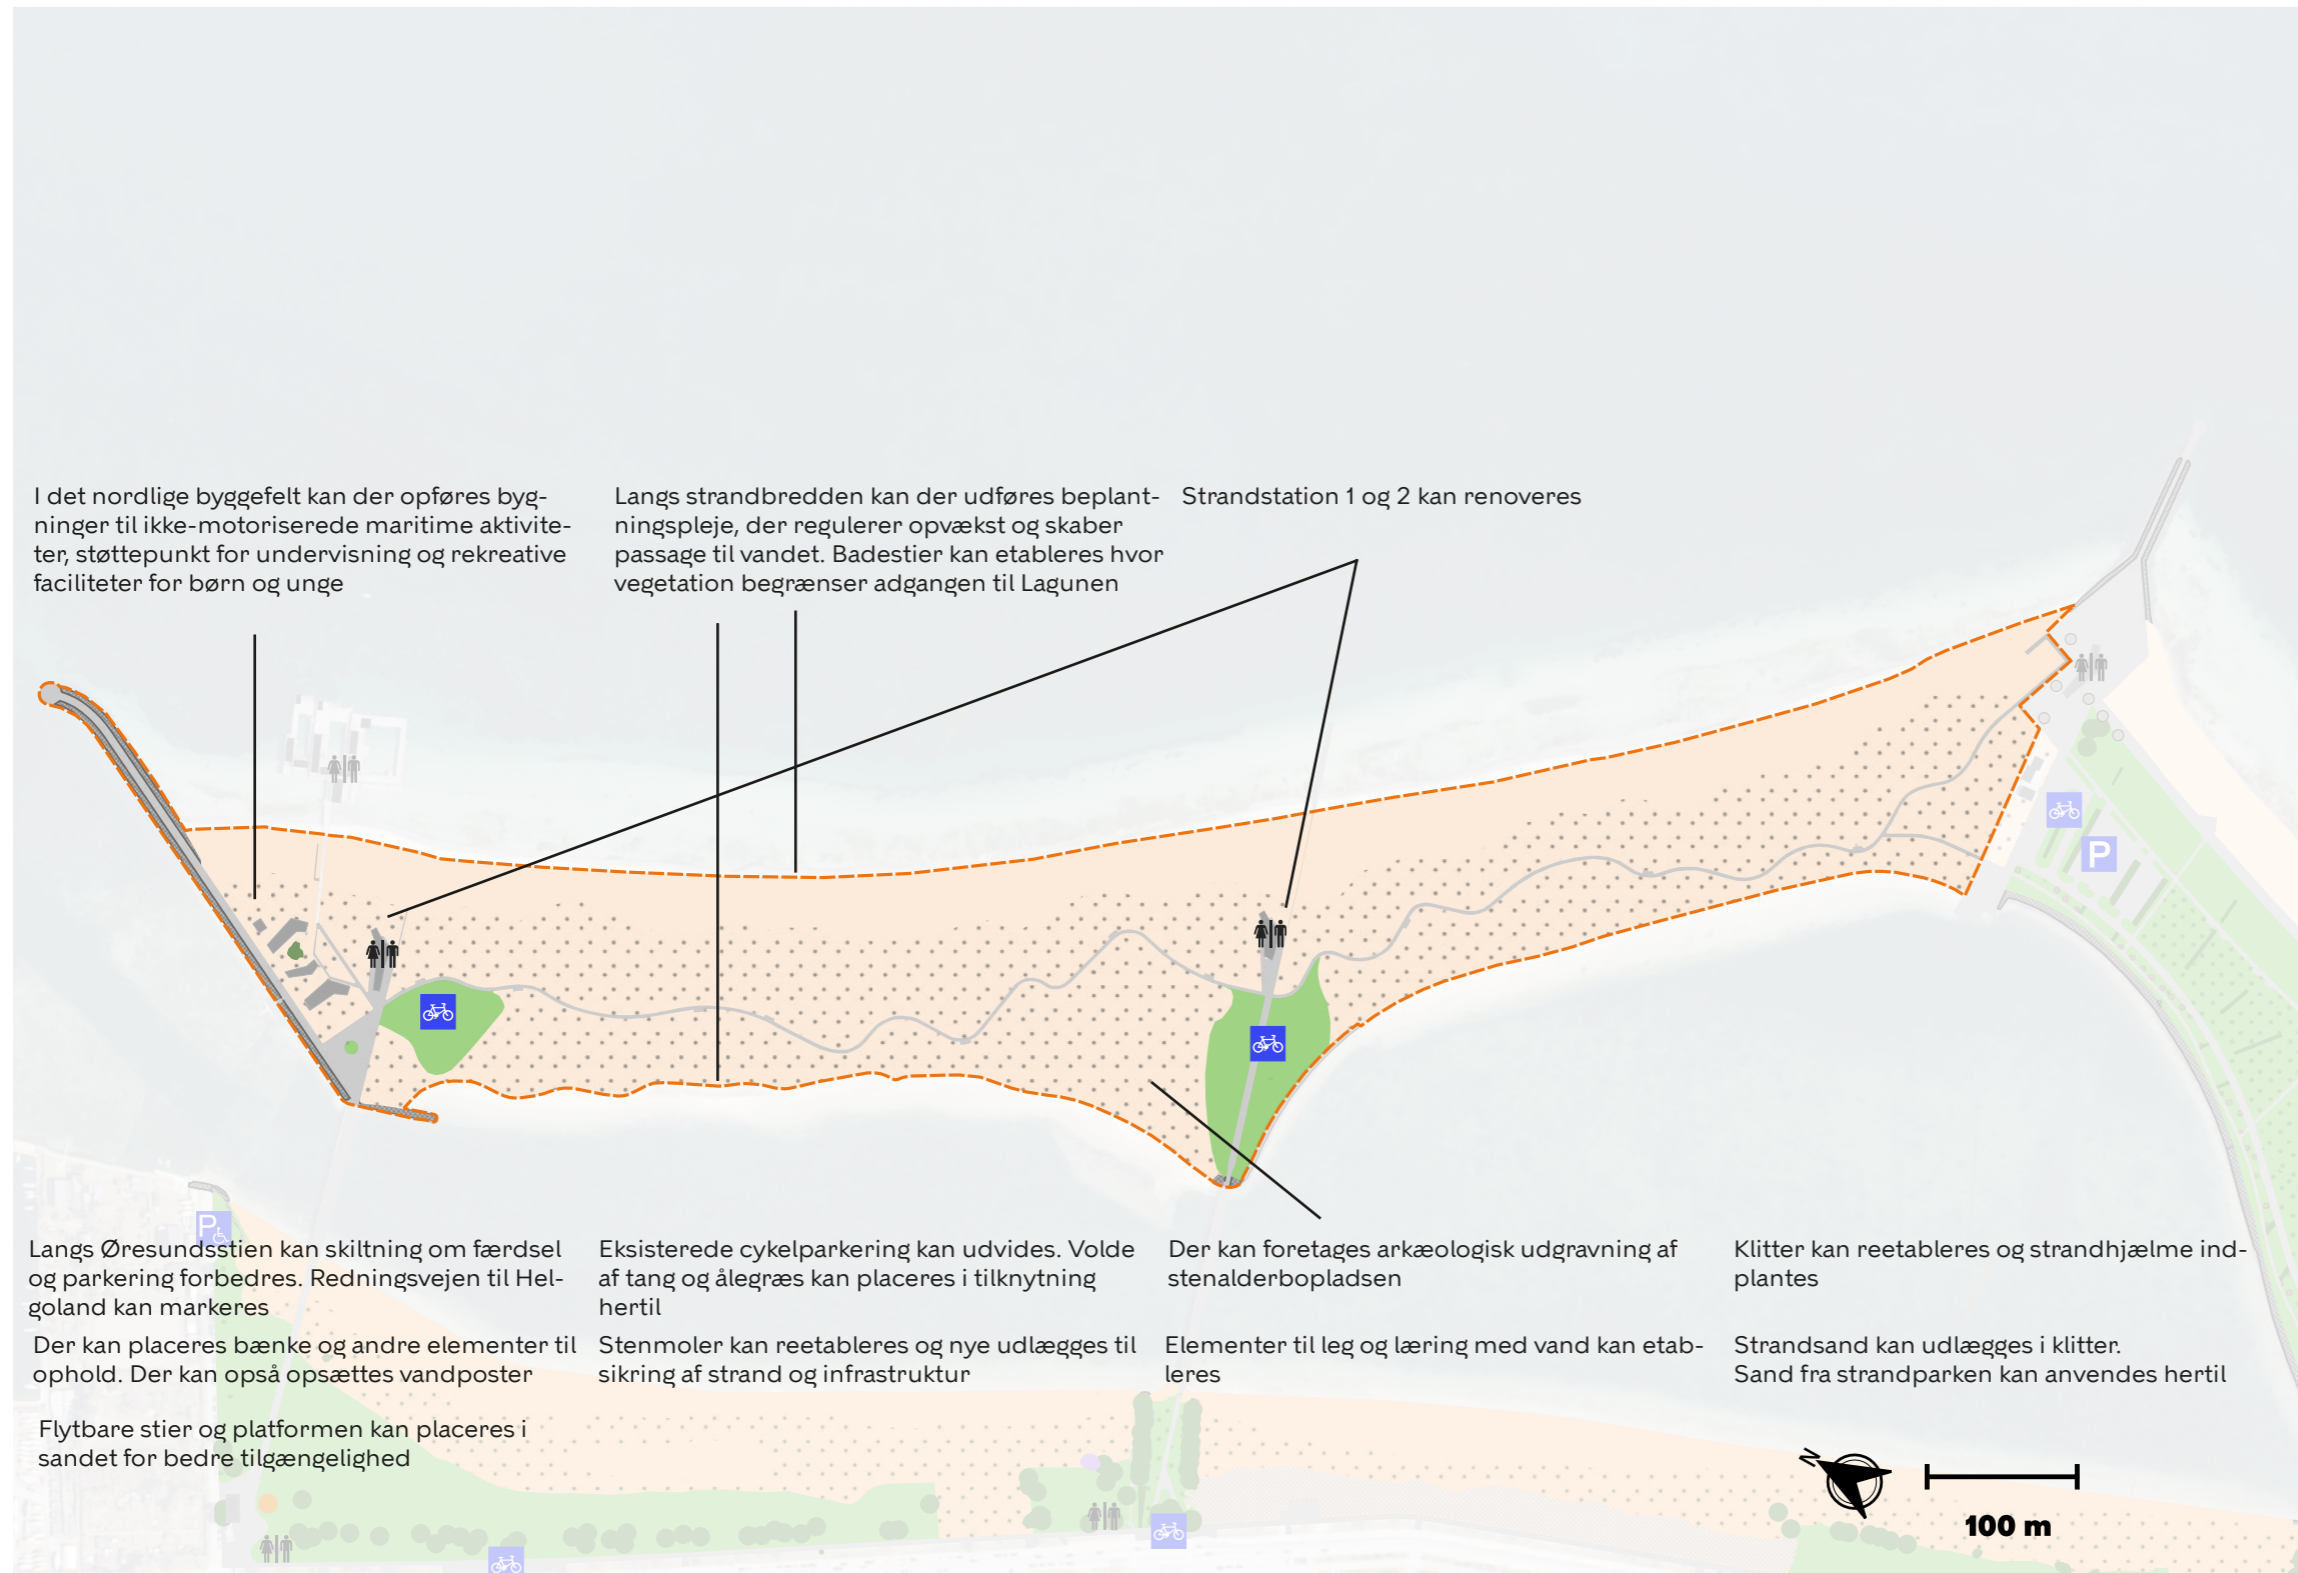 I det nordlige byggefelt kan der opføres byg-
ninger til ikke-motoriserede maritime aktivite-
ter, støttepunkt for undervisning og rekreative
faciliteter for børn og unge
Langs strandbredden kan der udføres beplant-
ningspleje, der regulerer opvækst og skaber
passage til vandet. Badestier kan etableres hvor
vegetation begrænser adgangen til Lagunen
Strandstation 1 og 2 kan renoveres
P
P
Langs Øresundsstien kan skiltning om færdsel
og parkering forbedres. Redningsvejen til Hel-
goland kan markeres
Eksisterede cykelparkering kan udvides. Volde
af tang og ålegræs kan placeres i tilknytning
hertil
Der kan foretages arkæologisk udgravning af
stenalderbopladsen
Klitter kan reetableres og strandhjælme ind-
plantes
Der kan placeres bænke og andre elementer til
ophold. Der kan opså opsættes vandposter
Stenmoler kan reetableres og nye udlægges til
sikring af strand og infrastruktur
Elementer til leg og læring med vand kan etab-
leres
Strandsand kan udlægges i klitter.
Sand fra strandparken kan anvendes hertil
Flytbare stier og platformen kan placeres i
sandet for bedre tilgængelighed
N
100 m